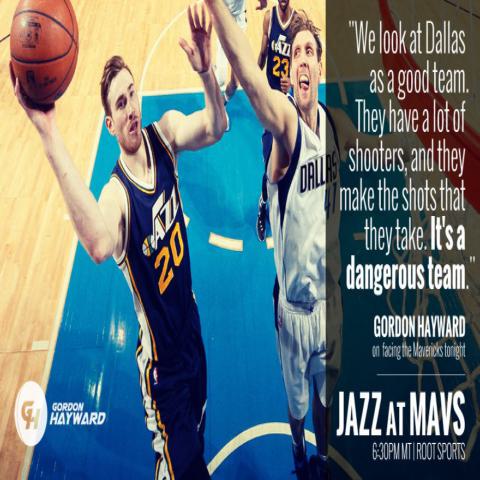 "We look at Dallas
as a good team.
They have a lot of
shooters, and they
make the shots that
they take. It's a
dangerous team."
GORDON HAYWARD
on facing the Mavericks tonight
JAZZ AT MAVS
6:30PM MT | ROOT SPORTS
GH
GORDON
HAYWARD
JAZZ
20
JAZZ
23
DALLAS
41